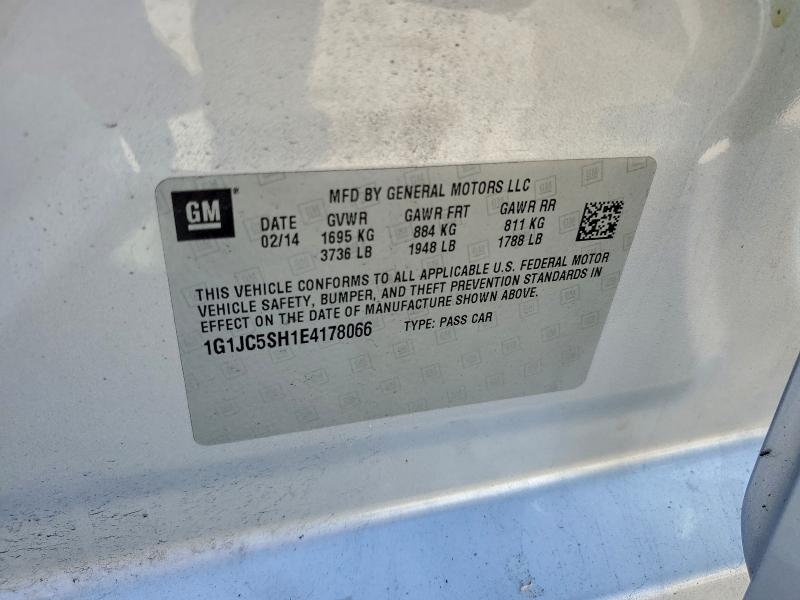 GM
MFD BY GENERAL MOTORS LLC
DATE GVWR GAWR FRT GAWR RR
02/14 1695 KG 884 KG 811 KG
3736 LB 1948 LB 1788 LB
THIS VEHICLE CONFORMS TO ALL APPLICABLE U.S. FEDERAL MOTOR
VEHICLE SAFETY, BUMPER, AND THEFT PREVENTION STANDARDS IN
EFFECT ON THE DATE OF MANUFACTURE SHOWN ABOVE.
1G1JC5SH1E4178066 TYPE: PASS CAR